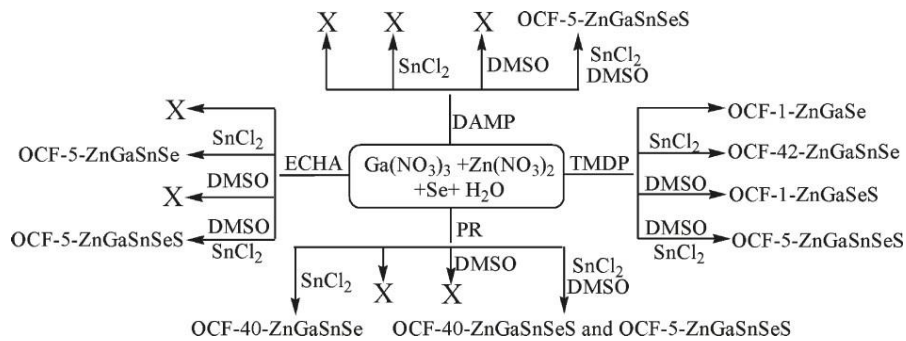 X X X OCF-5-ZnGaSnSeS
SnCl₂ DMSO SnCl₂
DMSO
DAMP
X
SnCl₂
OCF-5-ZnGaSnSe
DMSO
X
DMSO
OCF-5-ZnGaSnSeS
SnCl₂
ECHA
Ga(NO₃)₃ +Zn(NO₃)₂
+Se+ H₂O
TMDP
OCF-1-ZnGaSe
SnCl₂
OCF-42-ZnGaSnSe
DMSO
OCF-1-ZnGaSeS
DMSO
OCF-5-ZnGaSnSeS
SnCl₂
PR
SnCl₂ DMSO SnCl₂
DMSO
X X
OCF-40-ZnGaSnSe OCF-40-ZnGaSnSeS and OCF-5-ZnGaSnSeS